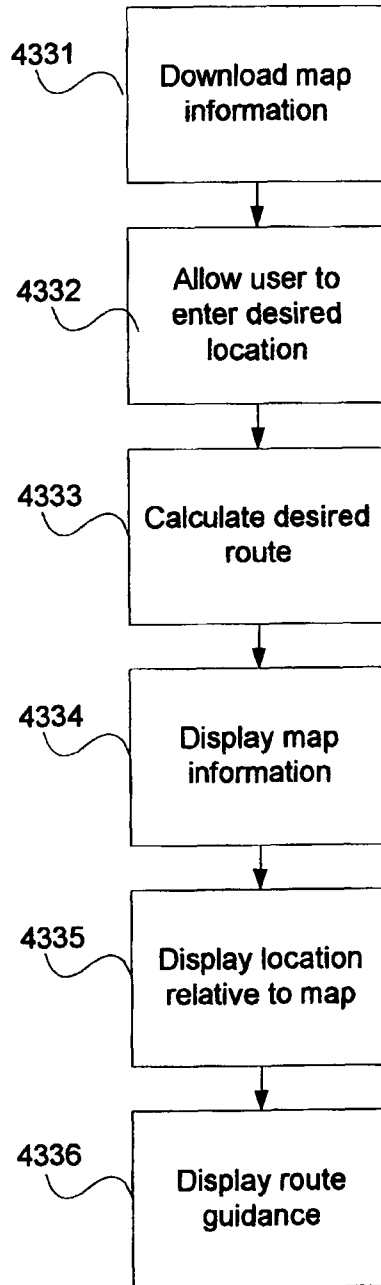 4331
Download map
information
4332
Allow user to
enter desired
location
4333
Calculate desired
route
4334
Display map
information
4335
Display location
relative to map
4336
Display route
guidance